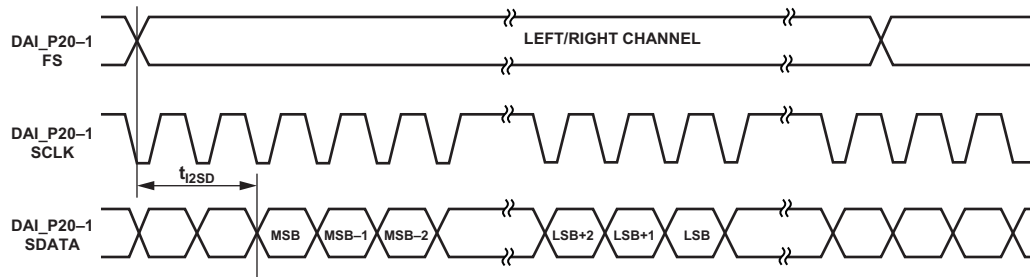 DAI_P20–1
FS
LEFT/RIGHT CHANNEL
DAI_P20–1
SCLK
tI2SD
DAI_P20–1
SDATA
MSB
MSB–1
MSB–2
LSB+2
LSB+1
LSB